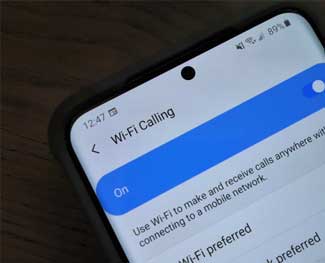 12:47 89%
Wi-Fi Calling
On
Use Wi-Fi to make and receive calls anywhere
connecting to a mobile network.
Wi-Fi preferred
preferred